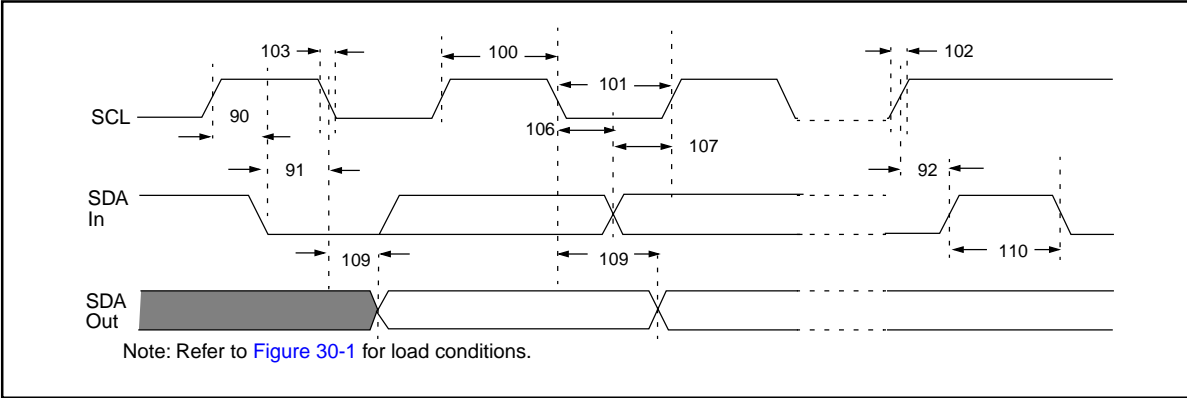 103
100
102
101
SCL
90
106
107
91
92
SDA
In
109
109
110
SDA
Out
Note: Refer to Figure 30-1 for load conditions.